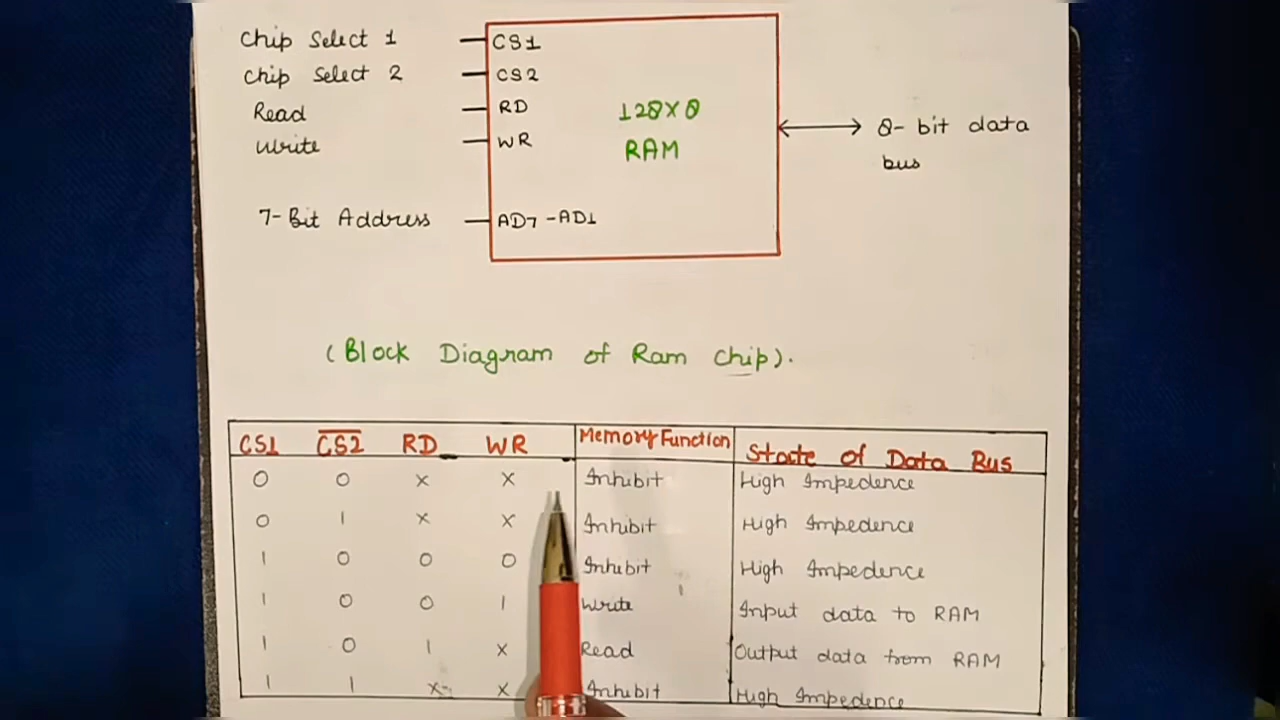 Chip Select 1
CS1
Chip Select 2
CS2
Read
RD
128X8
Write
WR
RAM
8-bit data
bus
7-Bit Address
AD7-AD1
(Block Diagram of Ram Chip).
CS1 C̅S̅2̅ RD WR Memory Function State of Data Bus
0 0 x x Inhibit High Impedence
0 1 x x Inhibit High Impedence
1 0 0 0 Inhibit High Impedence
1 0 0 1 Write Input data to RAM
1 0 1 x Read Output data from RAM
1 1 x x Inhibit High Impedence